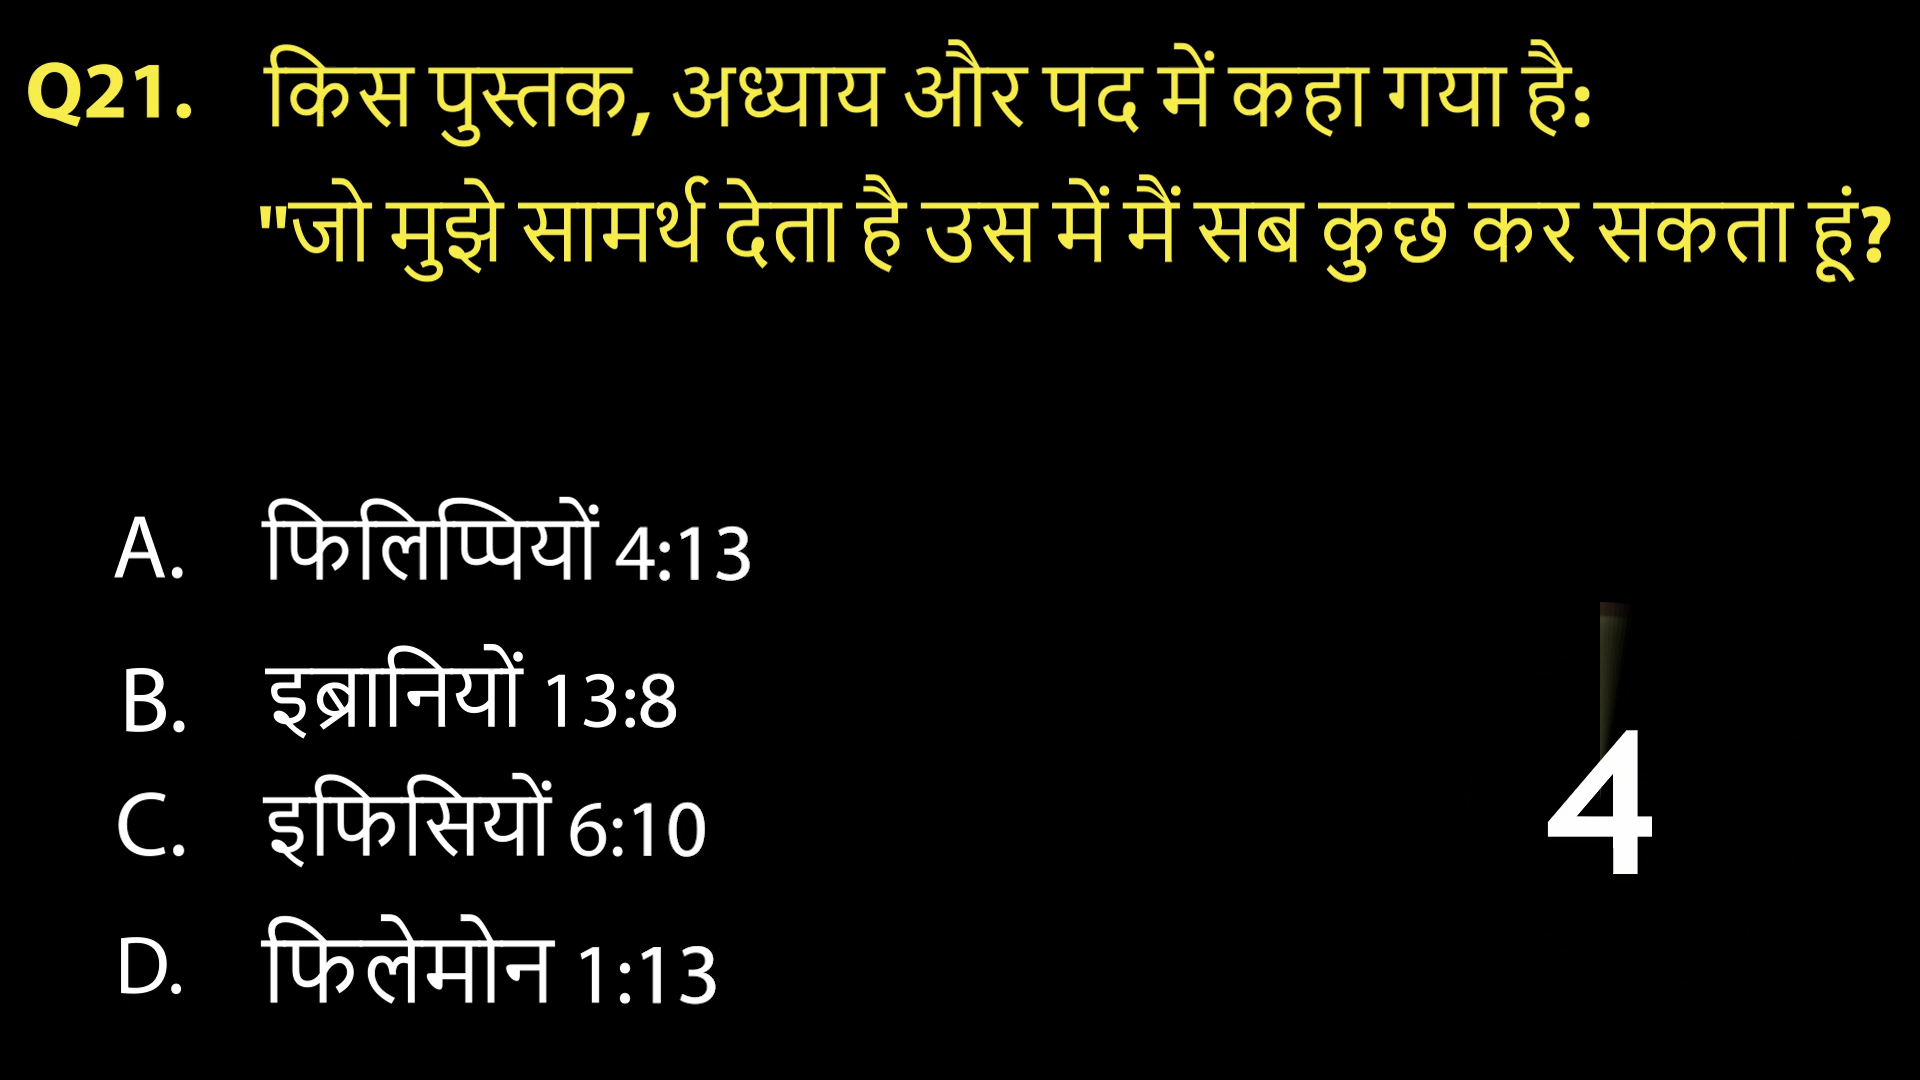 Q21. किस पुस्तक, अध्याय और पद में कहा गया है:
"जो मुझे सामर्थ देता है उस में मैं सब कुछ कर सकता हूं?
A. फिलिप्पियों 4:13
B. इब्रानियों 13:8
C. इफिसियों 6:10
D. फिलेमोन 1:13
4